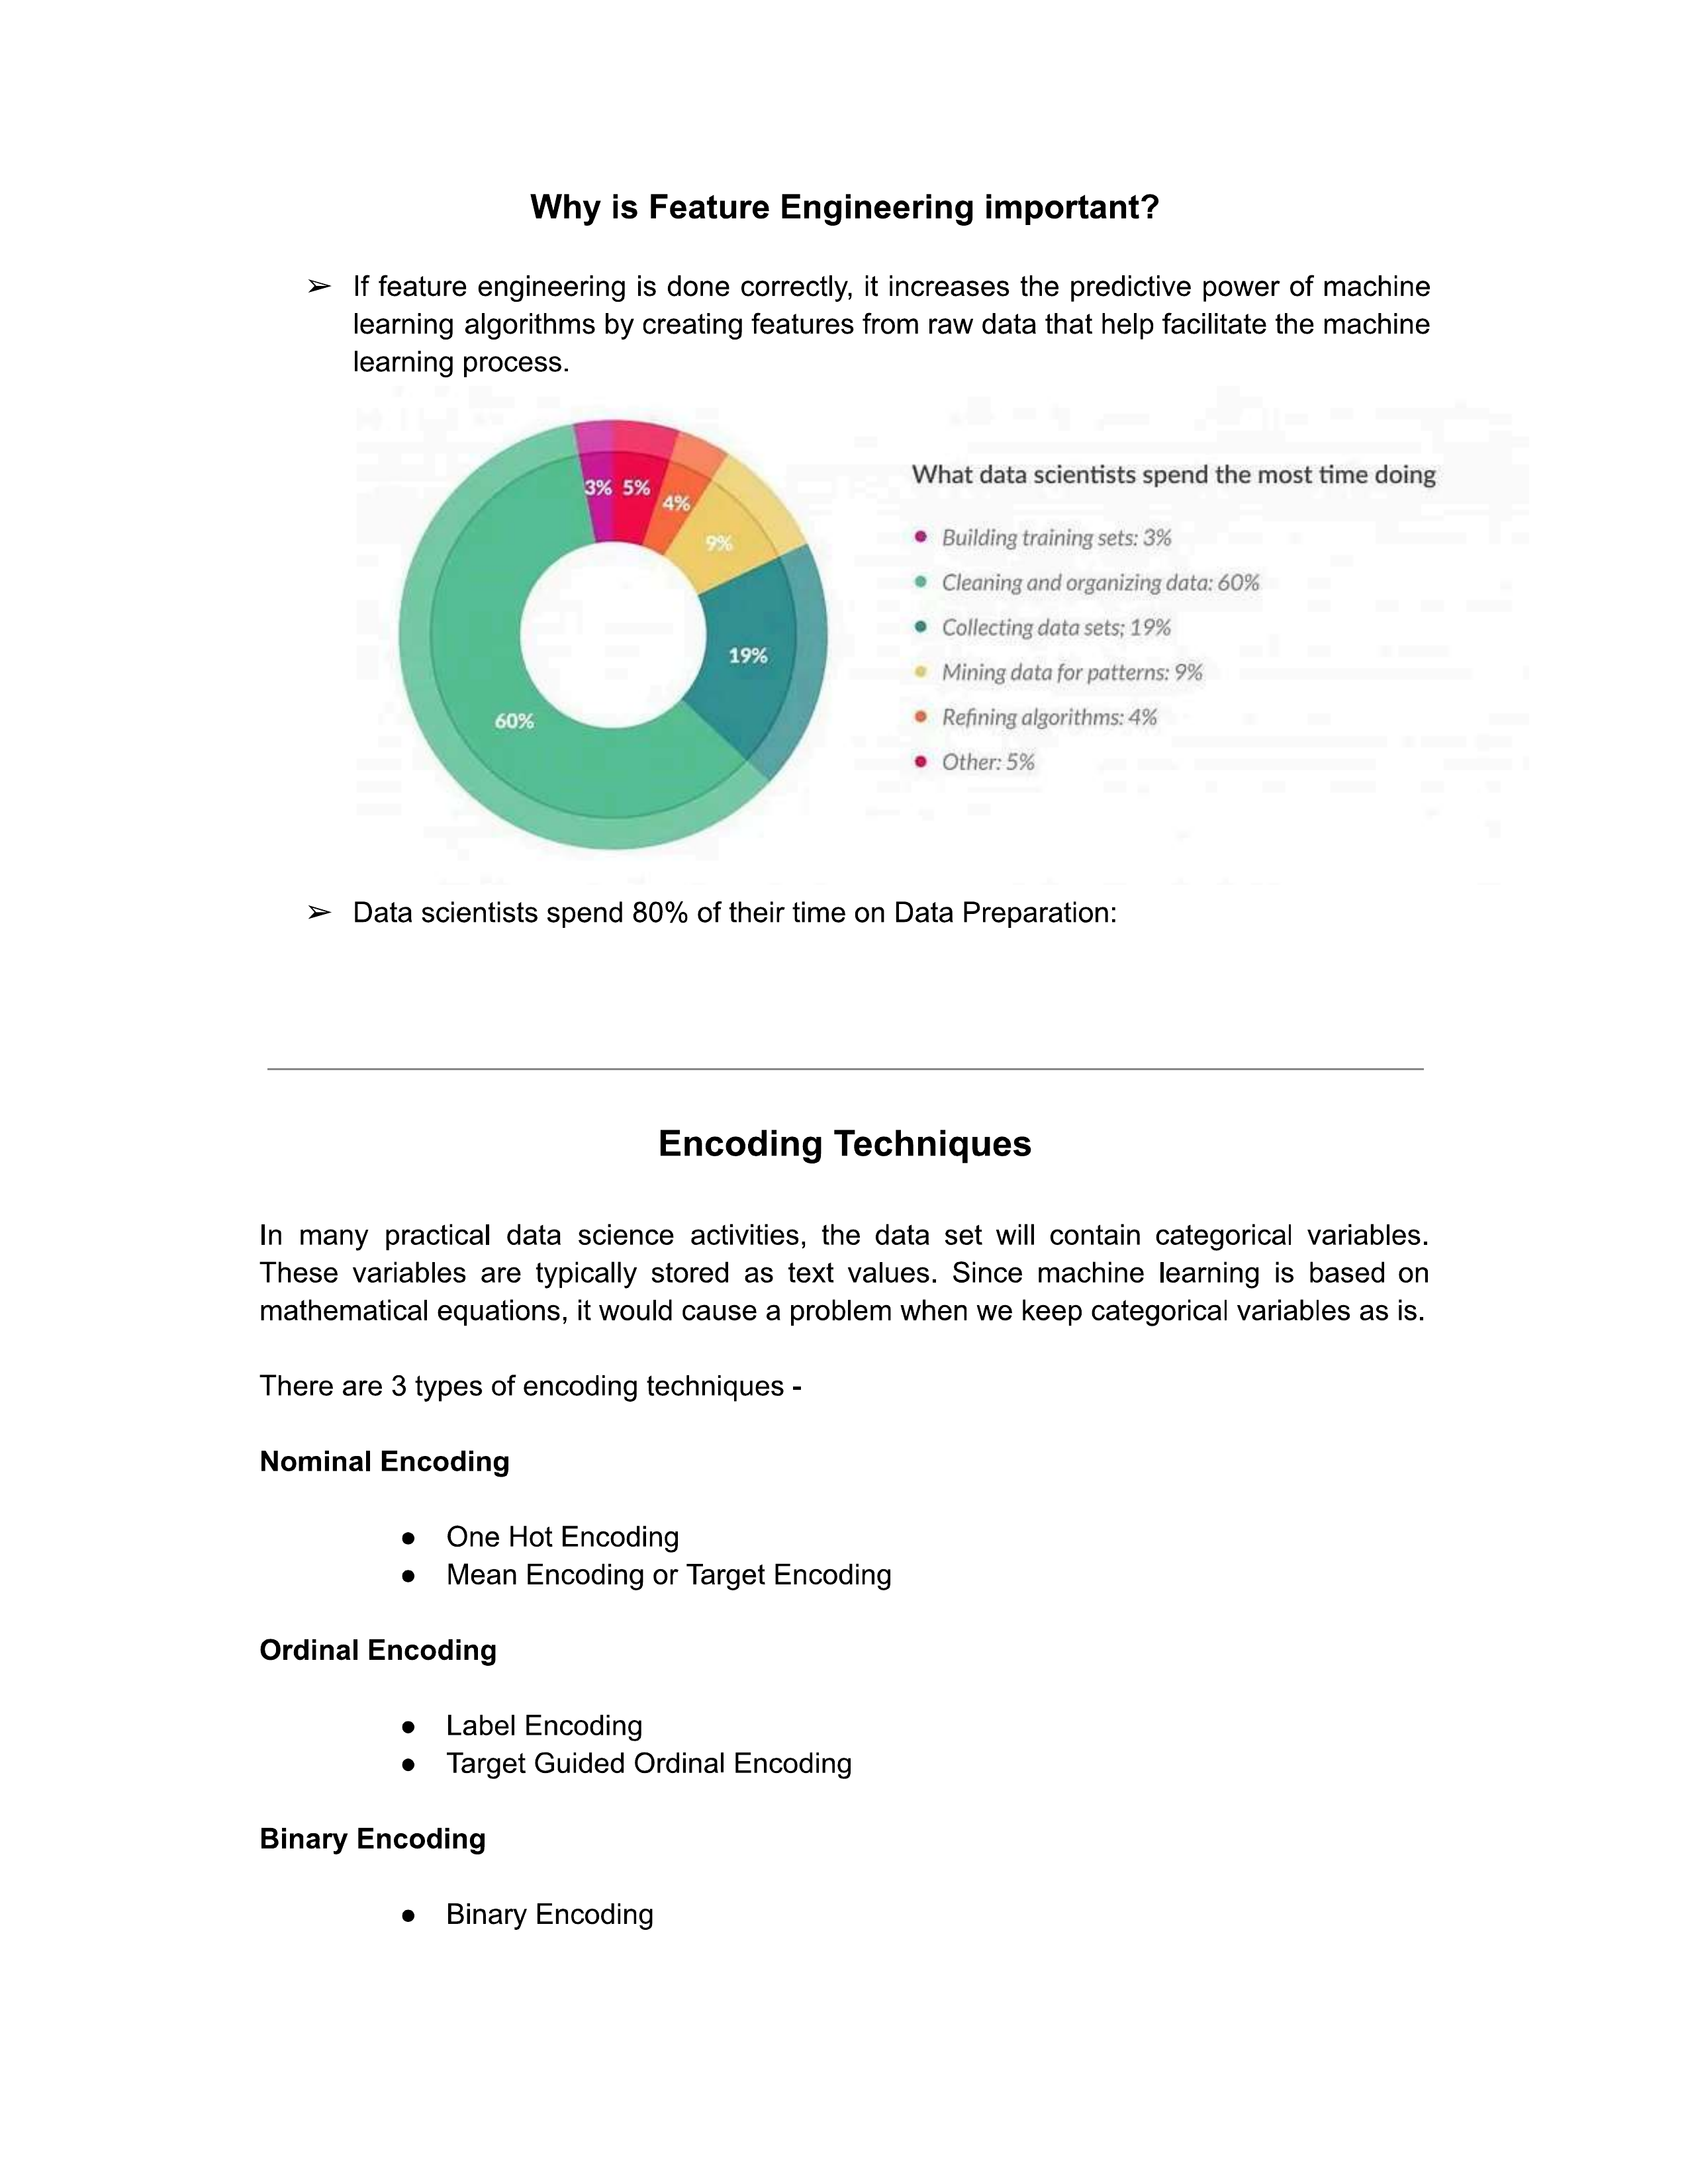 Why is Feature Engineering important?
➢ If feature engineering is done correctly, it increases the predictive power of machine
learning algorithms by creating features from raw data that help facilitate the machine
learning process.
3% 5%
4%
9%
19%
60%
What data scientists spend the most time doing
● Building training sets: 3%
● Cleaning and organizing data: 60%
● Collecting data sets; 19%
● Mining data for patterns: 9%
● Refining algorithms: 4%
● Other: 5%
➢ Data scientists spend 80% of their time on Data Preparation:
Encoding Techniques
In many practical data science activities, the data set will contain categorical variables.
These variables are typically stored as text values. Since machine learning is based on
mathematical equations, it would cause a problem when we keep categorical variables as is.
There are 3 types of encoding techniques -
Nominal Encoding
● One Hot Encoding
● Mean Encoding or Target Encoding
Ordinal Encoding
● Label Encoding
● Target Guided Ordinal Encoding
Binary Encoding
● Binary Encoding